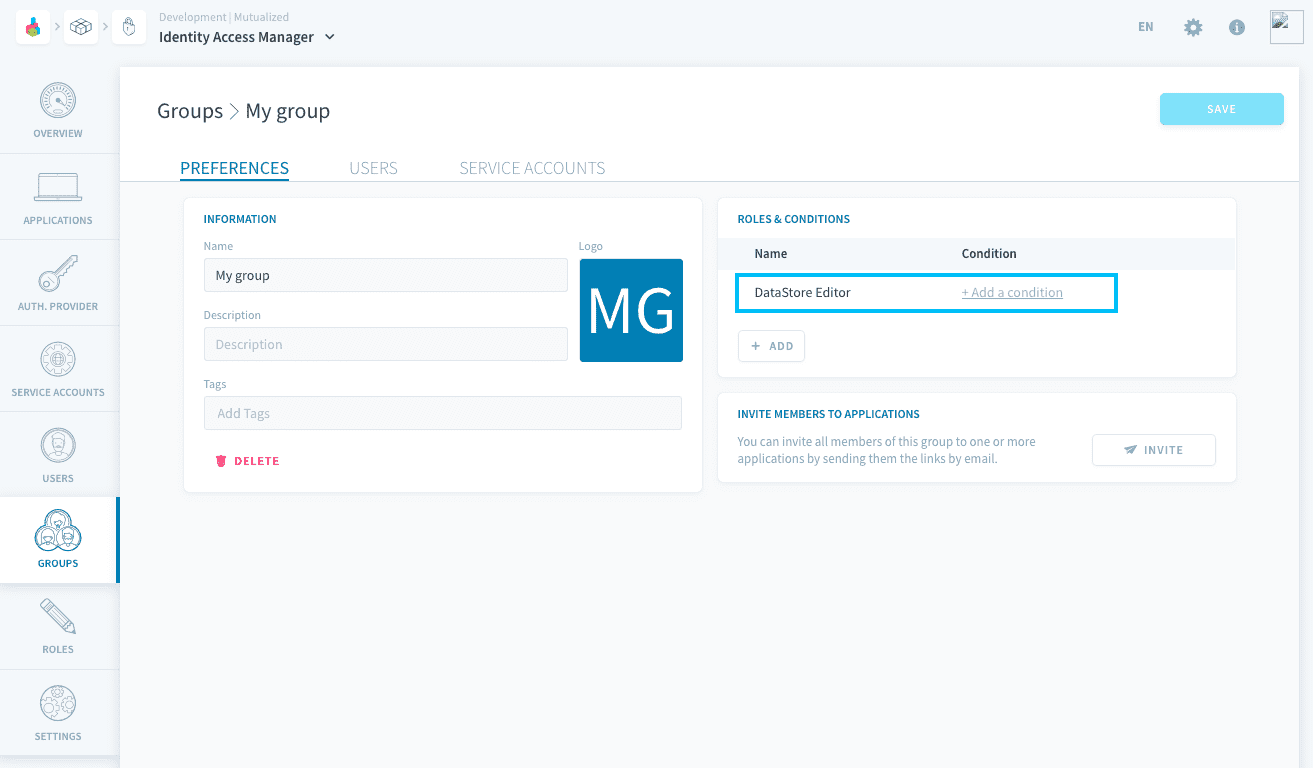 Development | Mutualized
Identity Access Manager
EN
OVERVIEW
APPLICATIONS
AUTH. PROVIDER
SERVICE ACCOUNTS
USERS
GROUPS
ROLES
SETTINGS
Groups > My group
SAVE
PREFERENCES USERS SERVICE ACCOUNTS
INFORMATION
Name
My group
Logo
MG
Description
Description
Tags
Add Tags
DELETE
ROLES & CONDITIONS
Name Condition
DataStore Editor + Add a condition
+ ADD
INVITE MEMBERS TO APPLICATIONS
You can invite all members of this group to one or more
applications by sending them the links by email.
INVITE